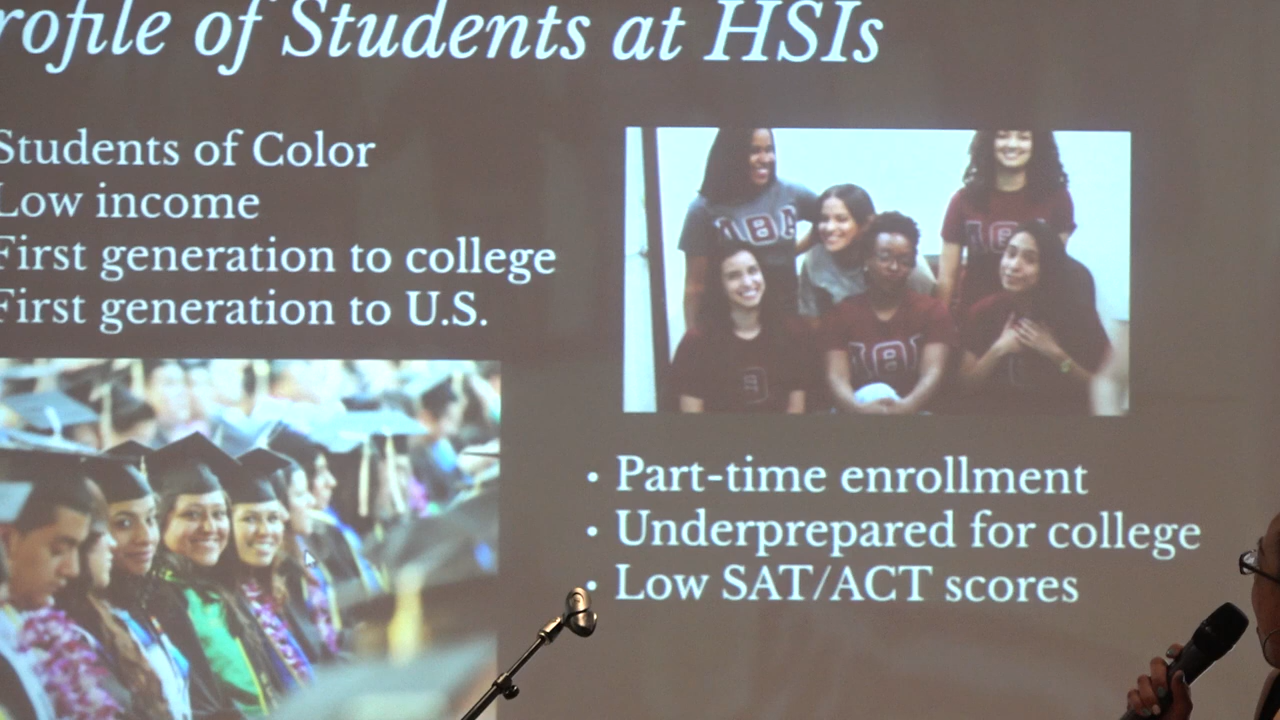 rofile of Students at HSIs
Students of Color
Low income
First generation to college
First generation to U.S.
• Part-time enrollment
• Underprepared for college
• Low SAT/ACT scores